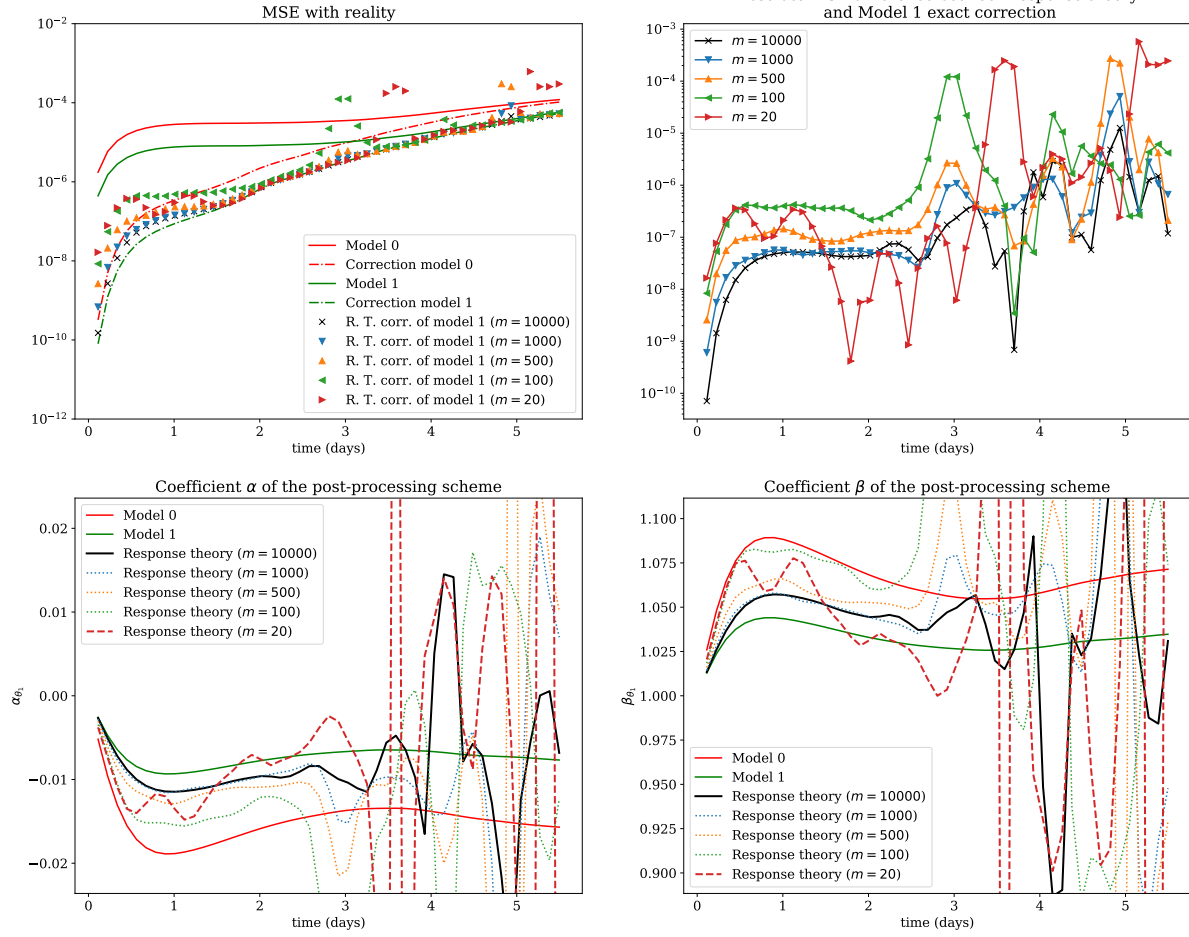 MSE with reality
10⁻²
10⁻⁴
10⁻⁶
10⁻⁸
10⁻¹⁰
10⁻¹²
Model 0
Correction model 0
Model 1
Correction model 1
R. T. corr. of model 1 (m = 10000)
R. T. corr. of model 1 (m = 1000)
R. T. corr. of model 1 (m = 500)
R. T. corr. of model 1 (m = 100)
R. T. corr. of model 1 (m = 20)
0 1 2 3 4 5
time (days)
and Model 1 exact correction
10⁻³
10⁻⁴
10⁻⁵
10⁻⁶
10⁻⁷
10⁻⁸
10⁻⁹
10⁻¹⁰
m = 10000
m = 1000
m = 500
m = 100
m = 20
0 1 2 3 4 5
time (days)
Coefficient α of the post-processing scheme
0.02
0.01
0.00
−0.01
−0.02
α_θ₁
Model 0
Model 1
Response theory (m = 10000)
Response theory (m = 1000)
Response theory (m = 500)
Response theory (m = 100)
Response theory (m = 20)
0 1 2 3 4 5
time (days)
Coefficient β of the post-processing scheme
1.100
1.075
1.050
1.025
1.000
0.975
0.950
0.925
0.900
β_θ₁
Model 0
Model 1
Response theory (m = 10000)
Response theory (m = 1000)
Response theory (m = 500)
Response theory (m = 100)
Response theory (m = 20)
0 1 2 3 4 5
time (days)